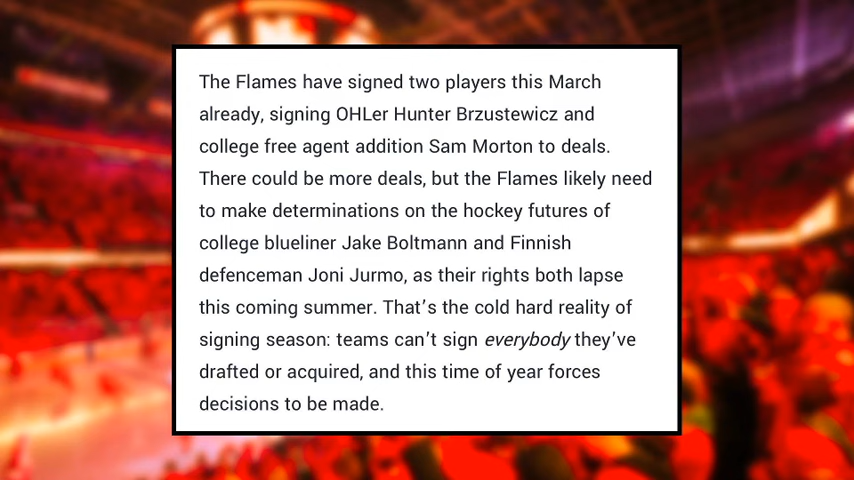 The Flames have signed two players this March
already, signing OHLer Hunter Brzustewicz and
college free agent addition Sam Morton to deals.
There could be more deals, but the Flames likely need
to make determinations on the hockey futures of
college blueliner Jake Boltmann and Finnish
defenceman Joni Jurmo, as their rights both lapse
this coming summer. That’s the cold hard reality of
signing season: teams can’t sign everybody they’ve
drafted or acquired, and this time of year forces
decisions to be made.